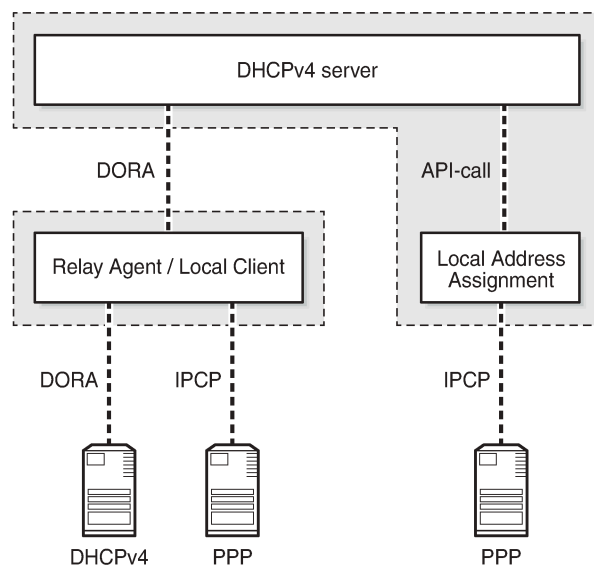 DHCPv4 server
DORA
API-call
Relay Agent / Local Client
Local Address
Assignment
DORA
IPCP
IPCP
DHCPv4
PPP
PPP